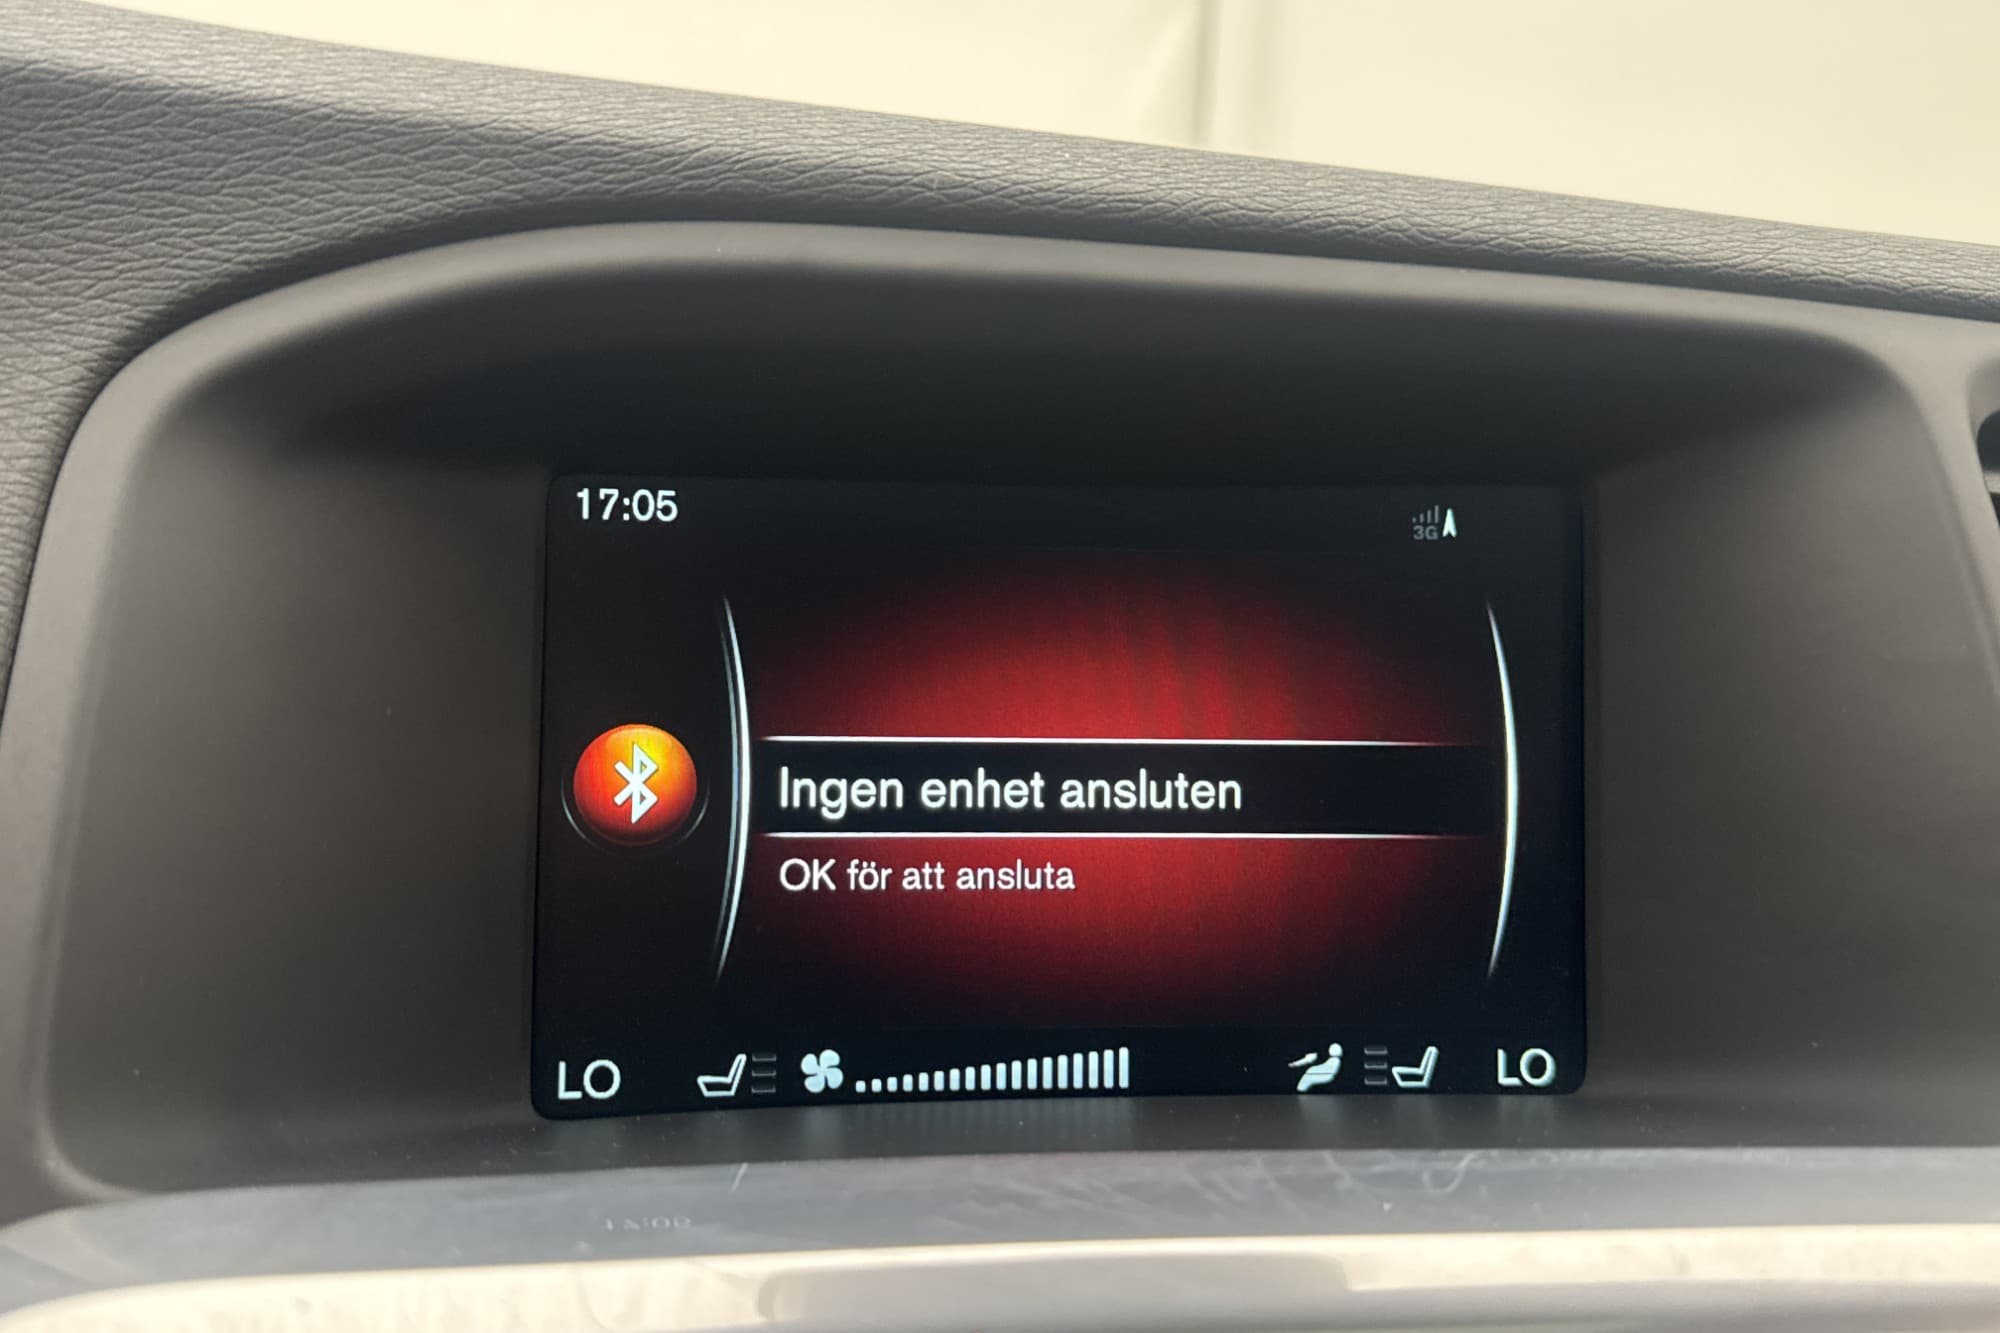 17:05
3G
Ingen enhet ansluten
OK för att ansluta
LO LO